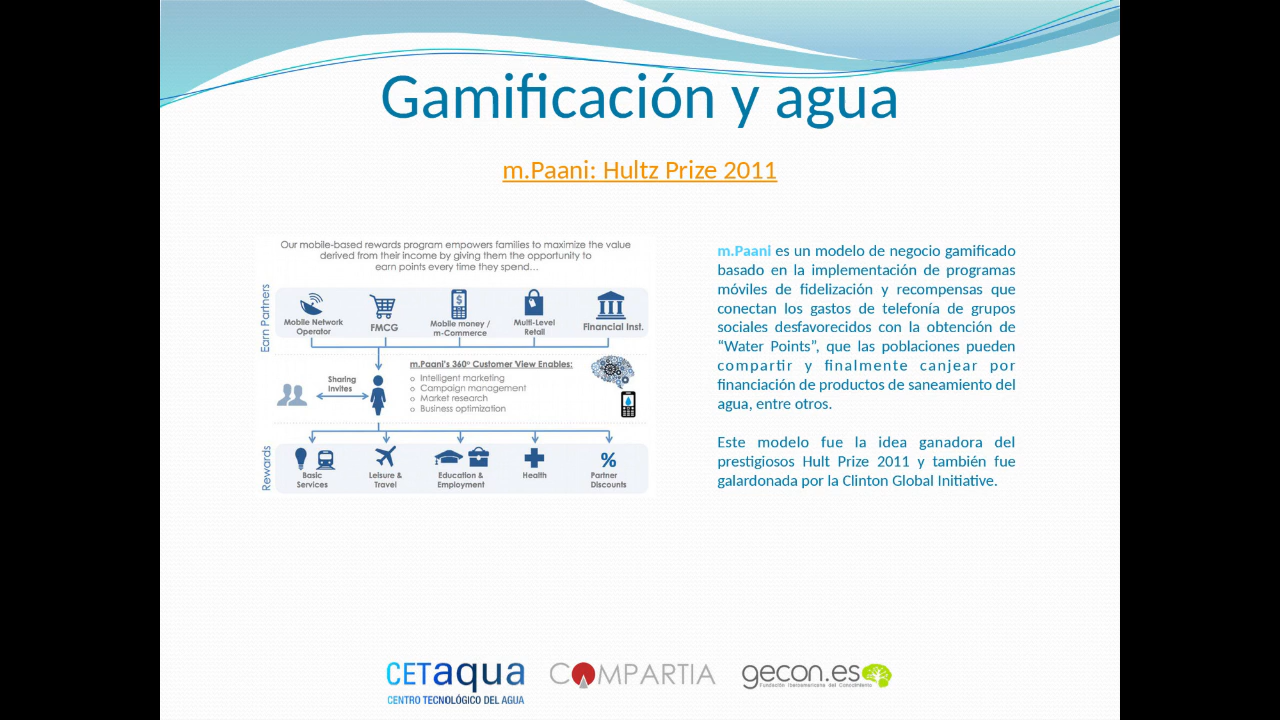 Gamificación y agua
m.Paani: Hultz Prize 2011
Our mobile-based rewards program empowers families to maximize the value
derived from their income by giving them the opportunity to
earn points every time they spend...
Earn Partners
Mobile Network
Operator
FMCG
Mobile money /
m-Commerce
Multi-Level
Retail
Financial Inst.
m.Paani's 360° Customer View Enables:
o Intelligent marketing
o Campaign management
o Market research
o Business optimization
Sharing
Invites
Rewards
Basic
Services
Leisure &
Travel
Education &
Employment
Health
%
Partner
Discounts
m.Paani es un modelo de negocio gamificado
basado en la implementación de programas
móviles de fidelización y recompensas que
conectan los gastos de telefonía de grupos
sociales desfavorecidos con la obtención de
“Water Points”, que las poblaciones pueden
compartir y finalmente canjear por
financiación de productos de saneamiento del
agua, entre otros.
Este modelo fue la idea ganadora del
prestigiosos Hult Prize 2011 y también fue
galardonada por la Clinton Global Initiative.
CETaqua
CENTRO TECNOLÓGICO DEL AGUA
COMPARTIA
gecon.es
Fundación Iberoamericana del Conocimiento